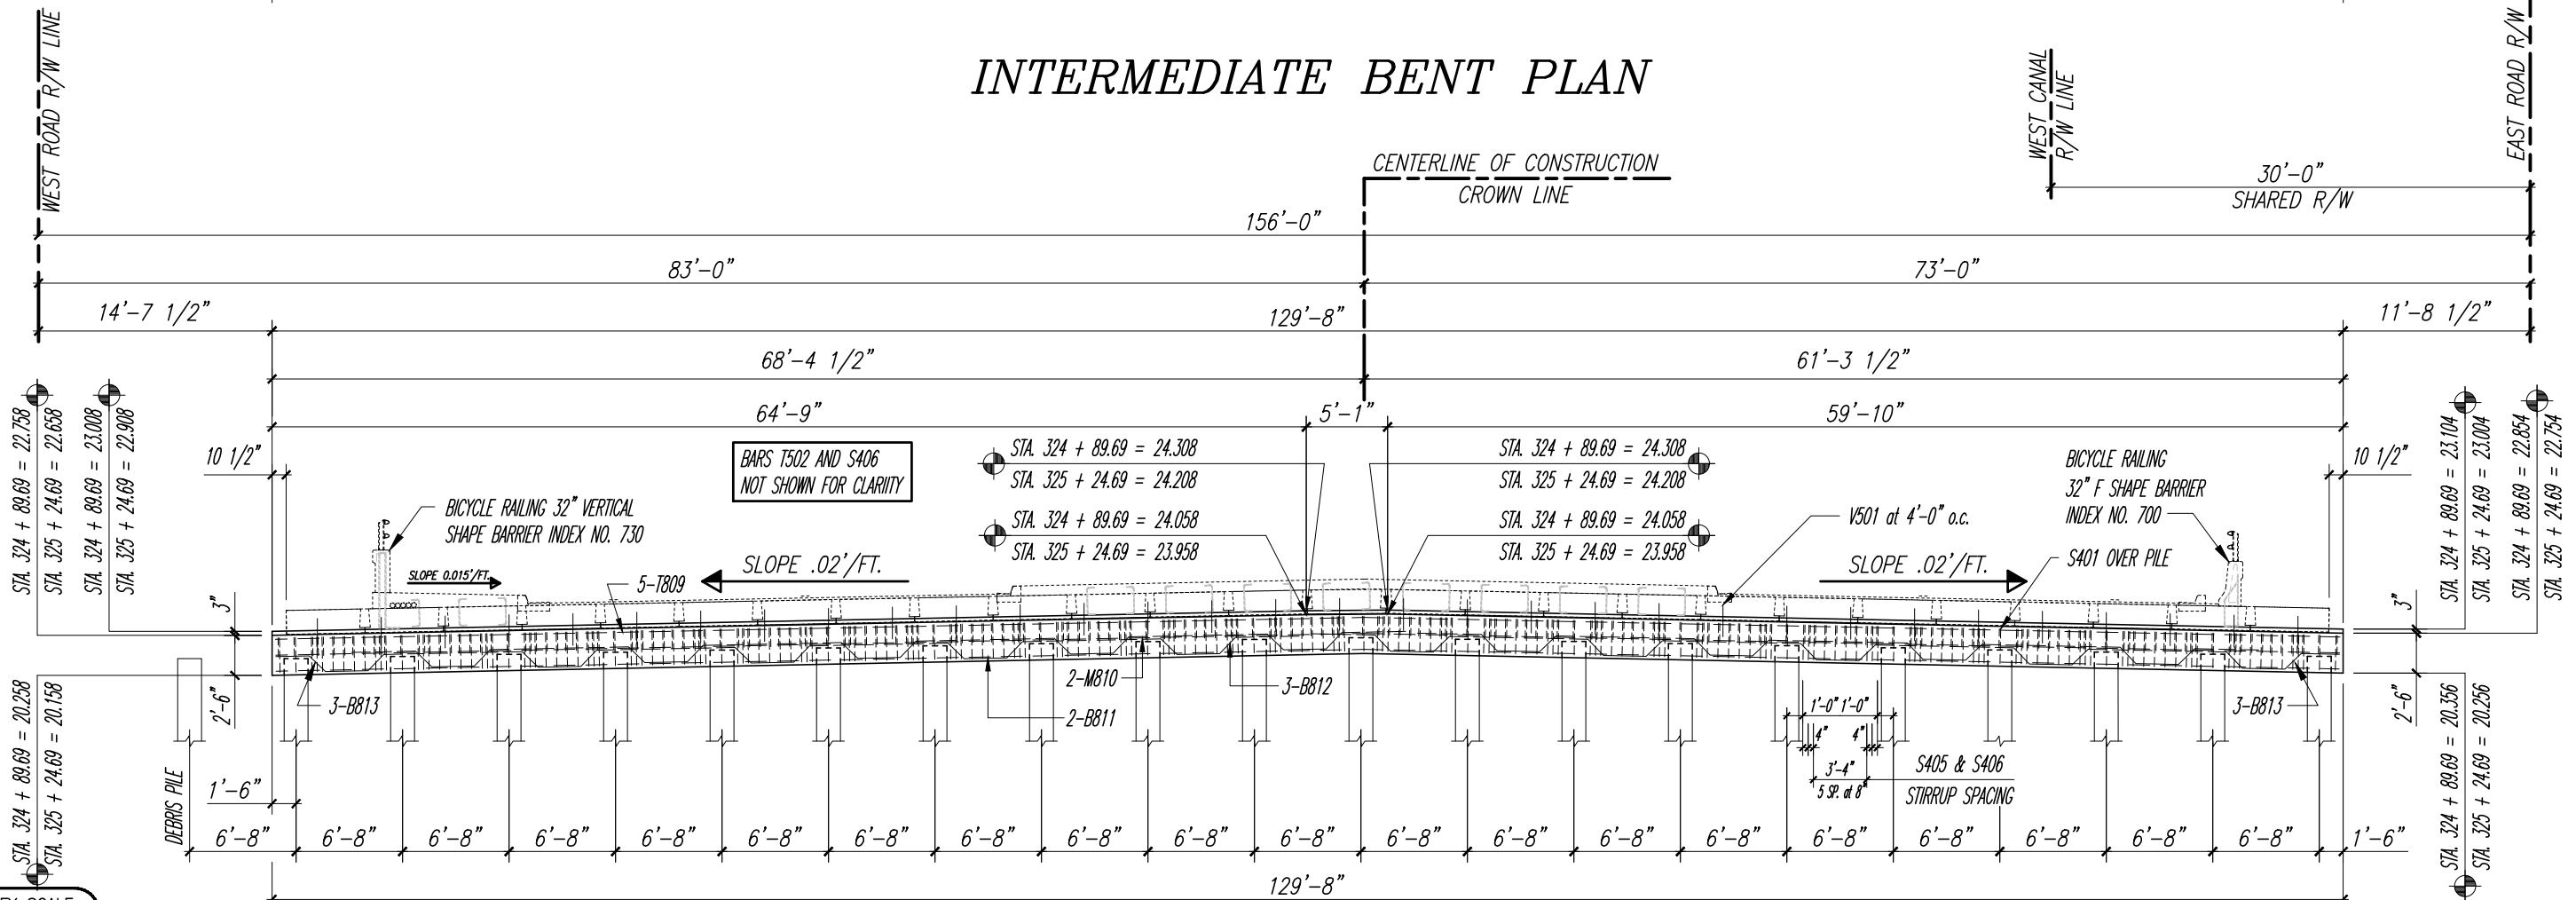 INTERMEDIATE BENT PLAN
WEST ROAD R/W LINE
WEST CANAL
R/W LINE
EAST ROAD R/W
CENTERLINE OF CONSTRUCTION
CROWN LINE
30'-0"
SHARED R/W
156'-0"
83'-0"
73'-0"
14'-7 1/2"
129'-8"
11'-8 1/2"
68'-4 1/2"
61'-3 1/2"
64'-9"
5'-1"
59'-10"
STA. 324 + 89.69 = 22.758
STA. 325 + 24.69 = 22.658
STA. 324 + 89.69 = 23.008
STA. 325 + 24.69 = 22.908
10 1/2"
BARS T502 AND S406
NOT SHOWN FOR CLARIITY
STA. 324 + 89.69 = 24.308
STA. 325 + 24.69 = 24.208
STA. 324 + 89.69 = 24.058
STA. 325 + 24.69 = 23.958
STA. 324 + 89.69 = 24.308
STA. 325 + 24.69 = 24.208
STA. 324 + 89.69 = 24.058
STA. 325 + 24.69 = 23.958
BICYCLE RAILING
32" F SHAPE BARRIER
INDEX NO. 700
10 1/2"
STA. 324 + 89.69 = 23.104
STA. 325 + 24.69 = 23.004
STA. 324 + 89.69 = 22.854
STA. 325 + 24.69 = 22.754
BICYCLE RAILING 32" VERTICAL
SHAPE BARRIER INDEX NO. 730
V501 at 4'-0" o.c.
S401 OVER PILE
SLOPE 0.015'/FT.
SLOPE .02'/FT.
SLOPE .02'/FT.
5-T809
3"
3"
2'-6"
2'-6"
3-B813
2-M810
3-B812
2-B811
3-B813
1'-0" 1'-0"
4" 4"
3'-4"
5 SP. at 8"
S405 & S406
STIRRUP SPACING
STA. 324 + 89.69 = 20.258
STA. 325 + 24.69 = 20.158
STA. 324 + 89.69 = 20.356
STA. 325 + 24.69 = 20.256
DEBRIS PILE
1'-6"
6'-8" 6'-8" 6'-8" 6'-8" 6'-8" 6'-8" 6'-8" 6'-8" 6'-8" 6'-8" 6'-8" 6'-8" 6'-8" 6'-8" 6'-8" 6'-8" 6'-8" 6'-8" 6'-8" 6'-8" 1'-6"
129'-8"